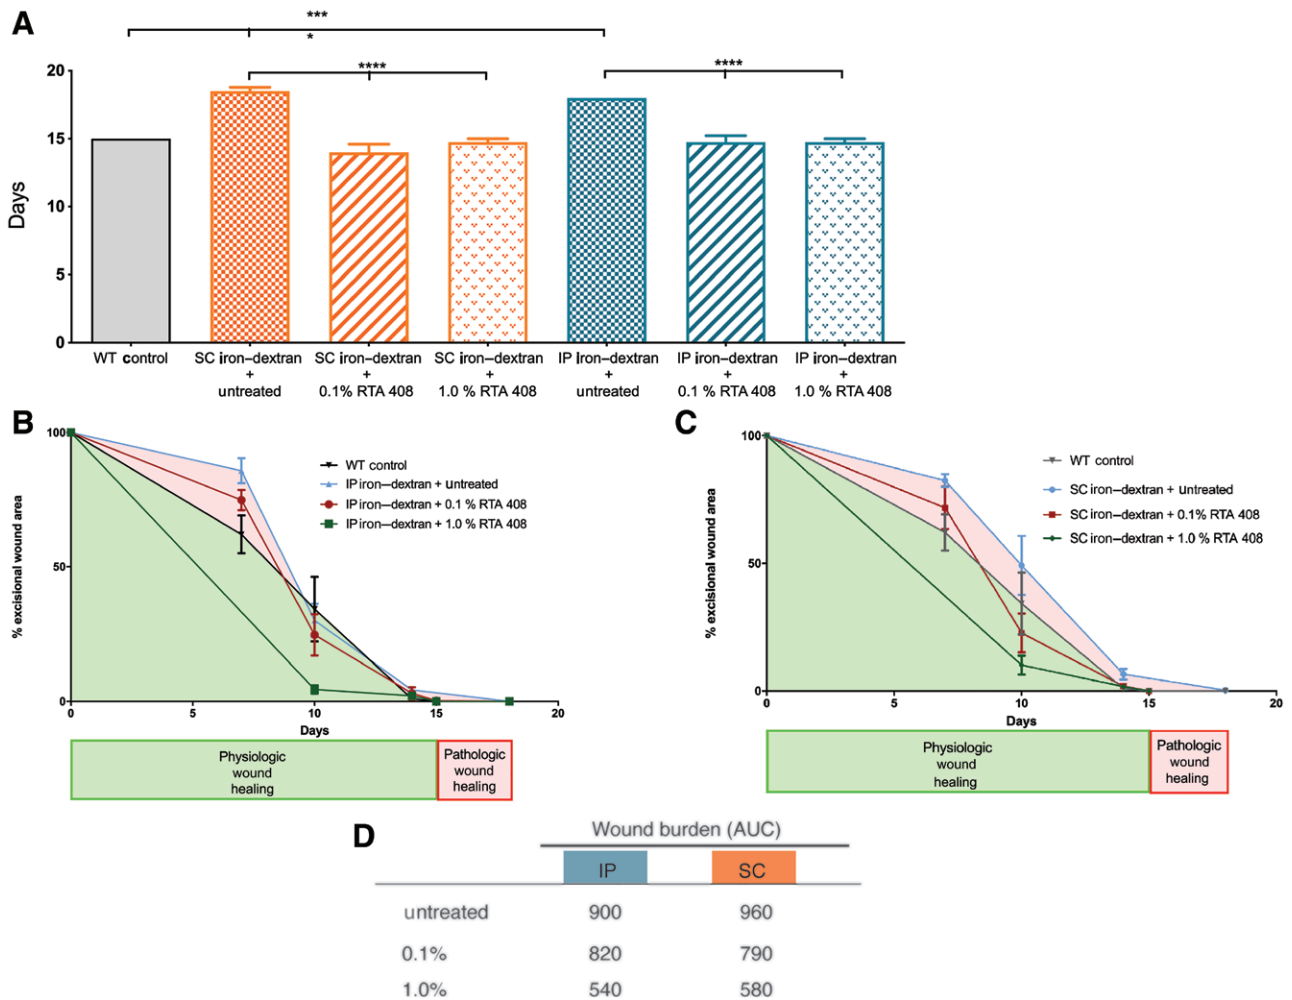 A
***
*
****
****
Days
20
15
10
5
0
WT control
SC iron–dextran
+
untreated
SC iron–dextran
+
0.1% RTA 408
SC iron–dextran
+
1.0 % RTA 408
IP Iron–dextran
+
untreated
IP iron–dextran
+
0.1% RTA 408
IP iron–dextran
+
1.0 % RTA 408
B
% excisional wound area
100
50
0
0
5
10
15
20
Days
WT control
IP iron–dextran + untreated
IP iron–dextran + 0.1 % RTA 408
IP iron–dextran + 1.0 % RTA 408
Physiologic
wound
healing
Pathologic
wound
healing
C
% excisional wound area
100
50
0
0
5
10
15
20
Days
WT control
SC iron–dextran + untreated
SC iron–dextran + 0.1% RTA 408
SC iron–dextran + 1.0 % RTA 408
Physiologic
wound
healing
Pathologic
wound
healing
D
Wound burden (AUC)
IP SC
untreated 900 960
0.1% 820 790
1.0% 540 580